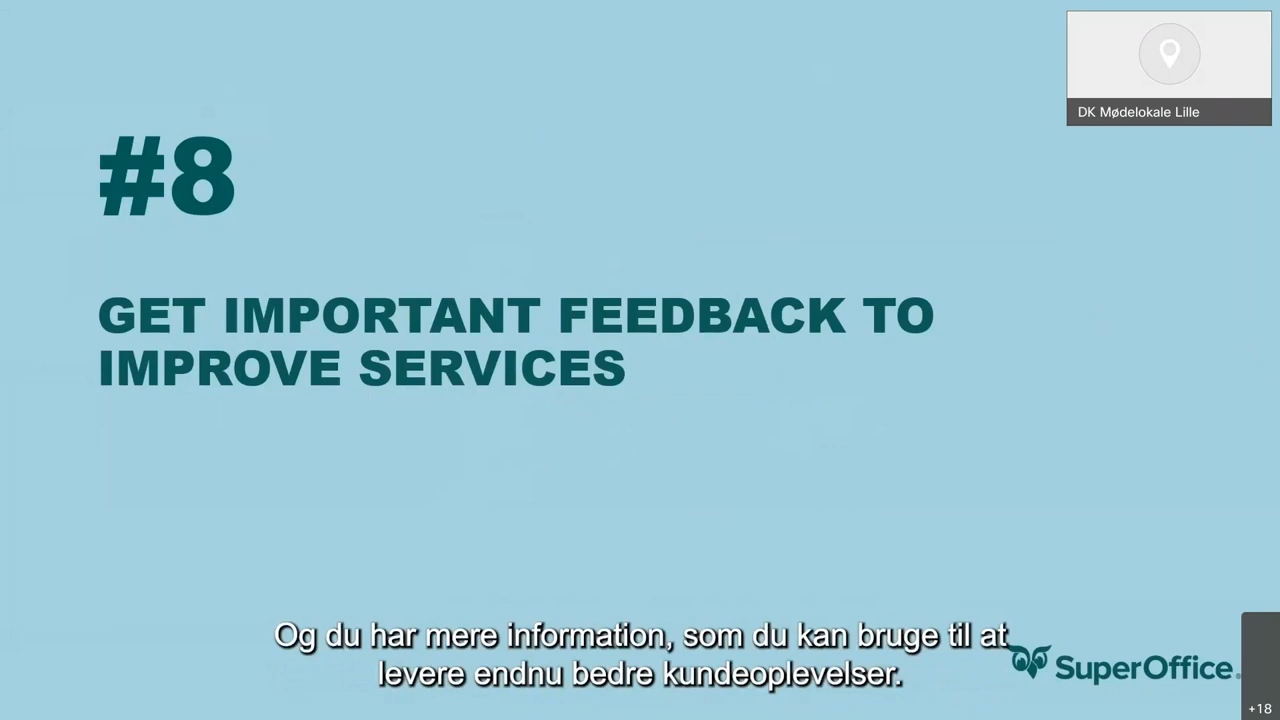 DK Mødelokale Lille
#8
GET IMPORTANT FEEDBACK TO
IMPROVE SERVICES
Og du har mere information, som du kan bruge til at
levere endnu bedre kundeoplevelser.
SuperOffice.
+18